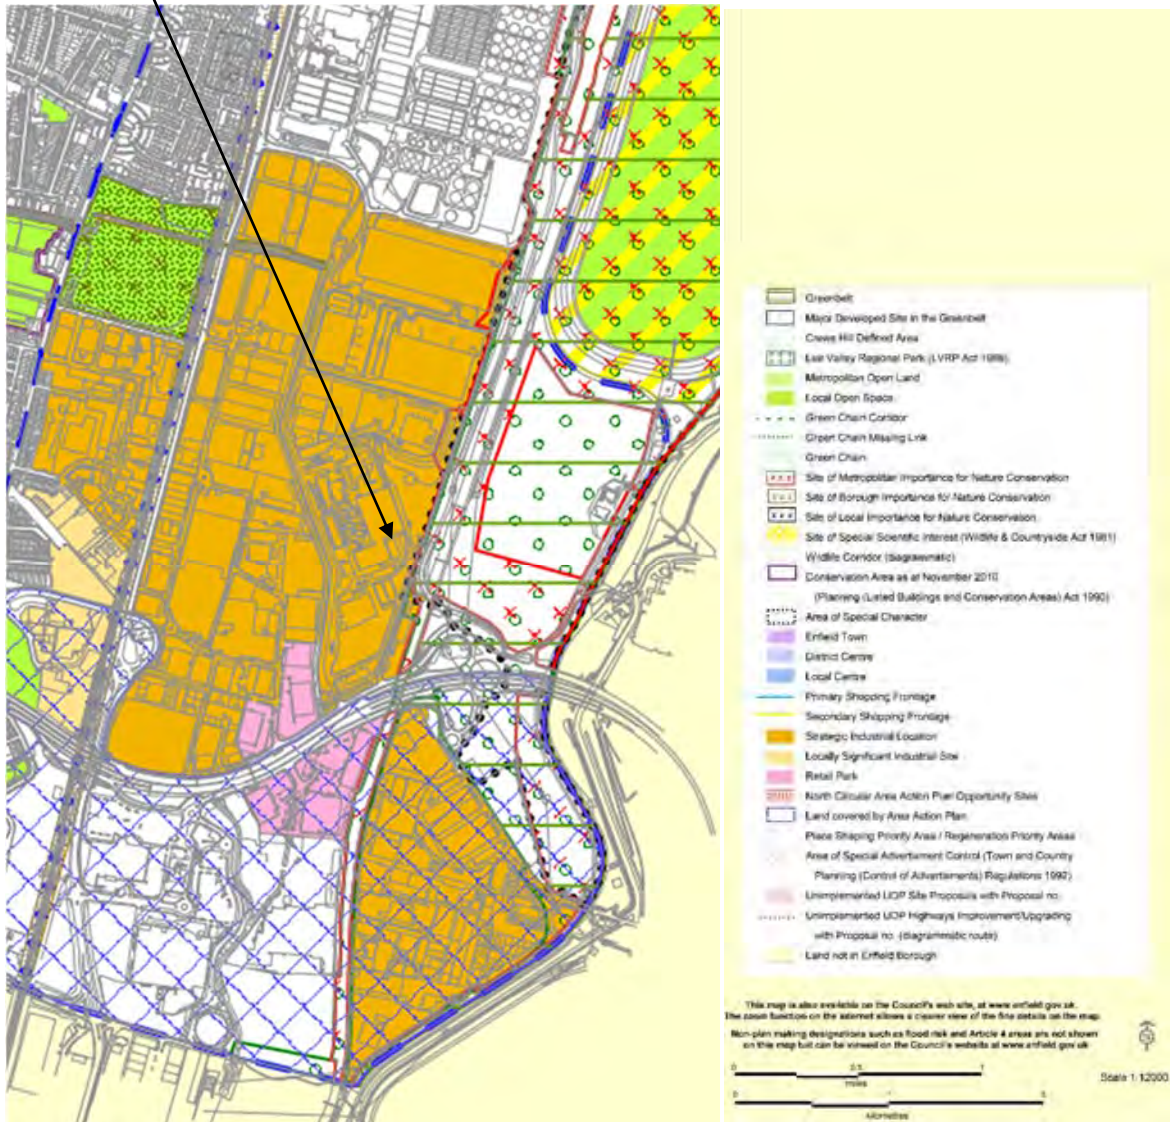 Greenbelt
Major Developed Site in the Greenbelt
Crews Hill Defined Area
Lee Valley Regional Park (LVRP Act 1966)
Metropolitan Open Land
Local Open Space
Green Chain Corridor
Green Chain Missing Link
Green Chain
Site of Metropolitan Importance for Nature Conservation
Site of Borough Importance for Nature Conservation
Site of Local Importance for Nature Conservation
Site of Special Scientific Interest (Wildlife & Countryside Act 1981)
Wildlife Corridor (diagrammatic)
Conservation Area as at November 2010
(Planning (Listed Buildings and Conservation Areas) Act 1990)
Area of Special Character
Enfield Town
District Centre
Local Centre
Primary Shopping Frontage
Secondary Shopping Frontage
Strategic Industrial Location
Locally Significant Industrial Site
Retail Park
North Circular Area Action Plan Opportunity Sites
Land covered by Area Action Plan
Place Shaping Priority Area / Regeneration Priority Areas
Area of Special Advertisment Control (Town and Country
Planning (Control of Advertisments) Regulations 1992)
Unimplemented UDP Site Proposals with Proposal no.
Unimplemented UDP Highways Improvement/Upgrading
with Proposal no. (diagrammatic route)
Land not in Enfield Borough
This map is also available on the Council's web site, at www.enfield.gov.uk.
The zoom function on the internet allows a clearer view of the fine details on the map.
Non-plan making designations such as flood risk and Article 4 areas are not shown
on this map but can be viewed on the Council's website at www.enfield.gov.uk
0 0.5 1
miles
Scale 1:12000
0 1
Kilometres